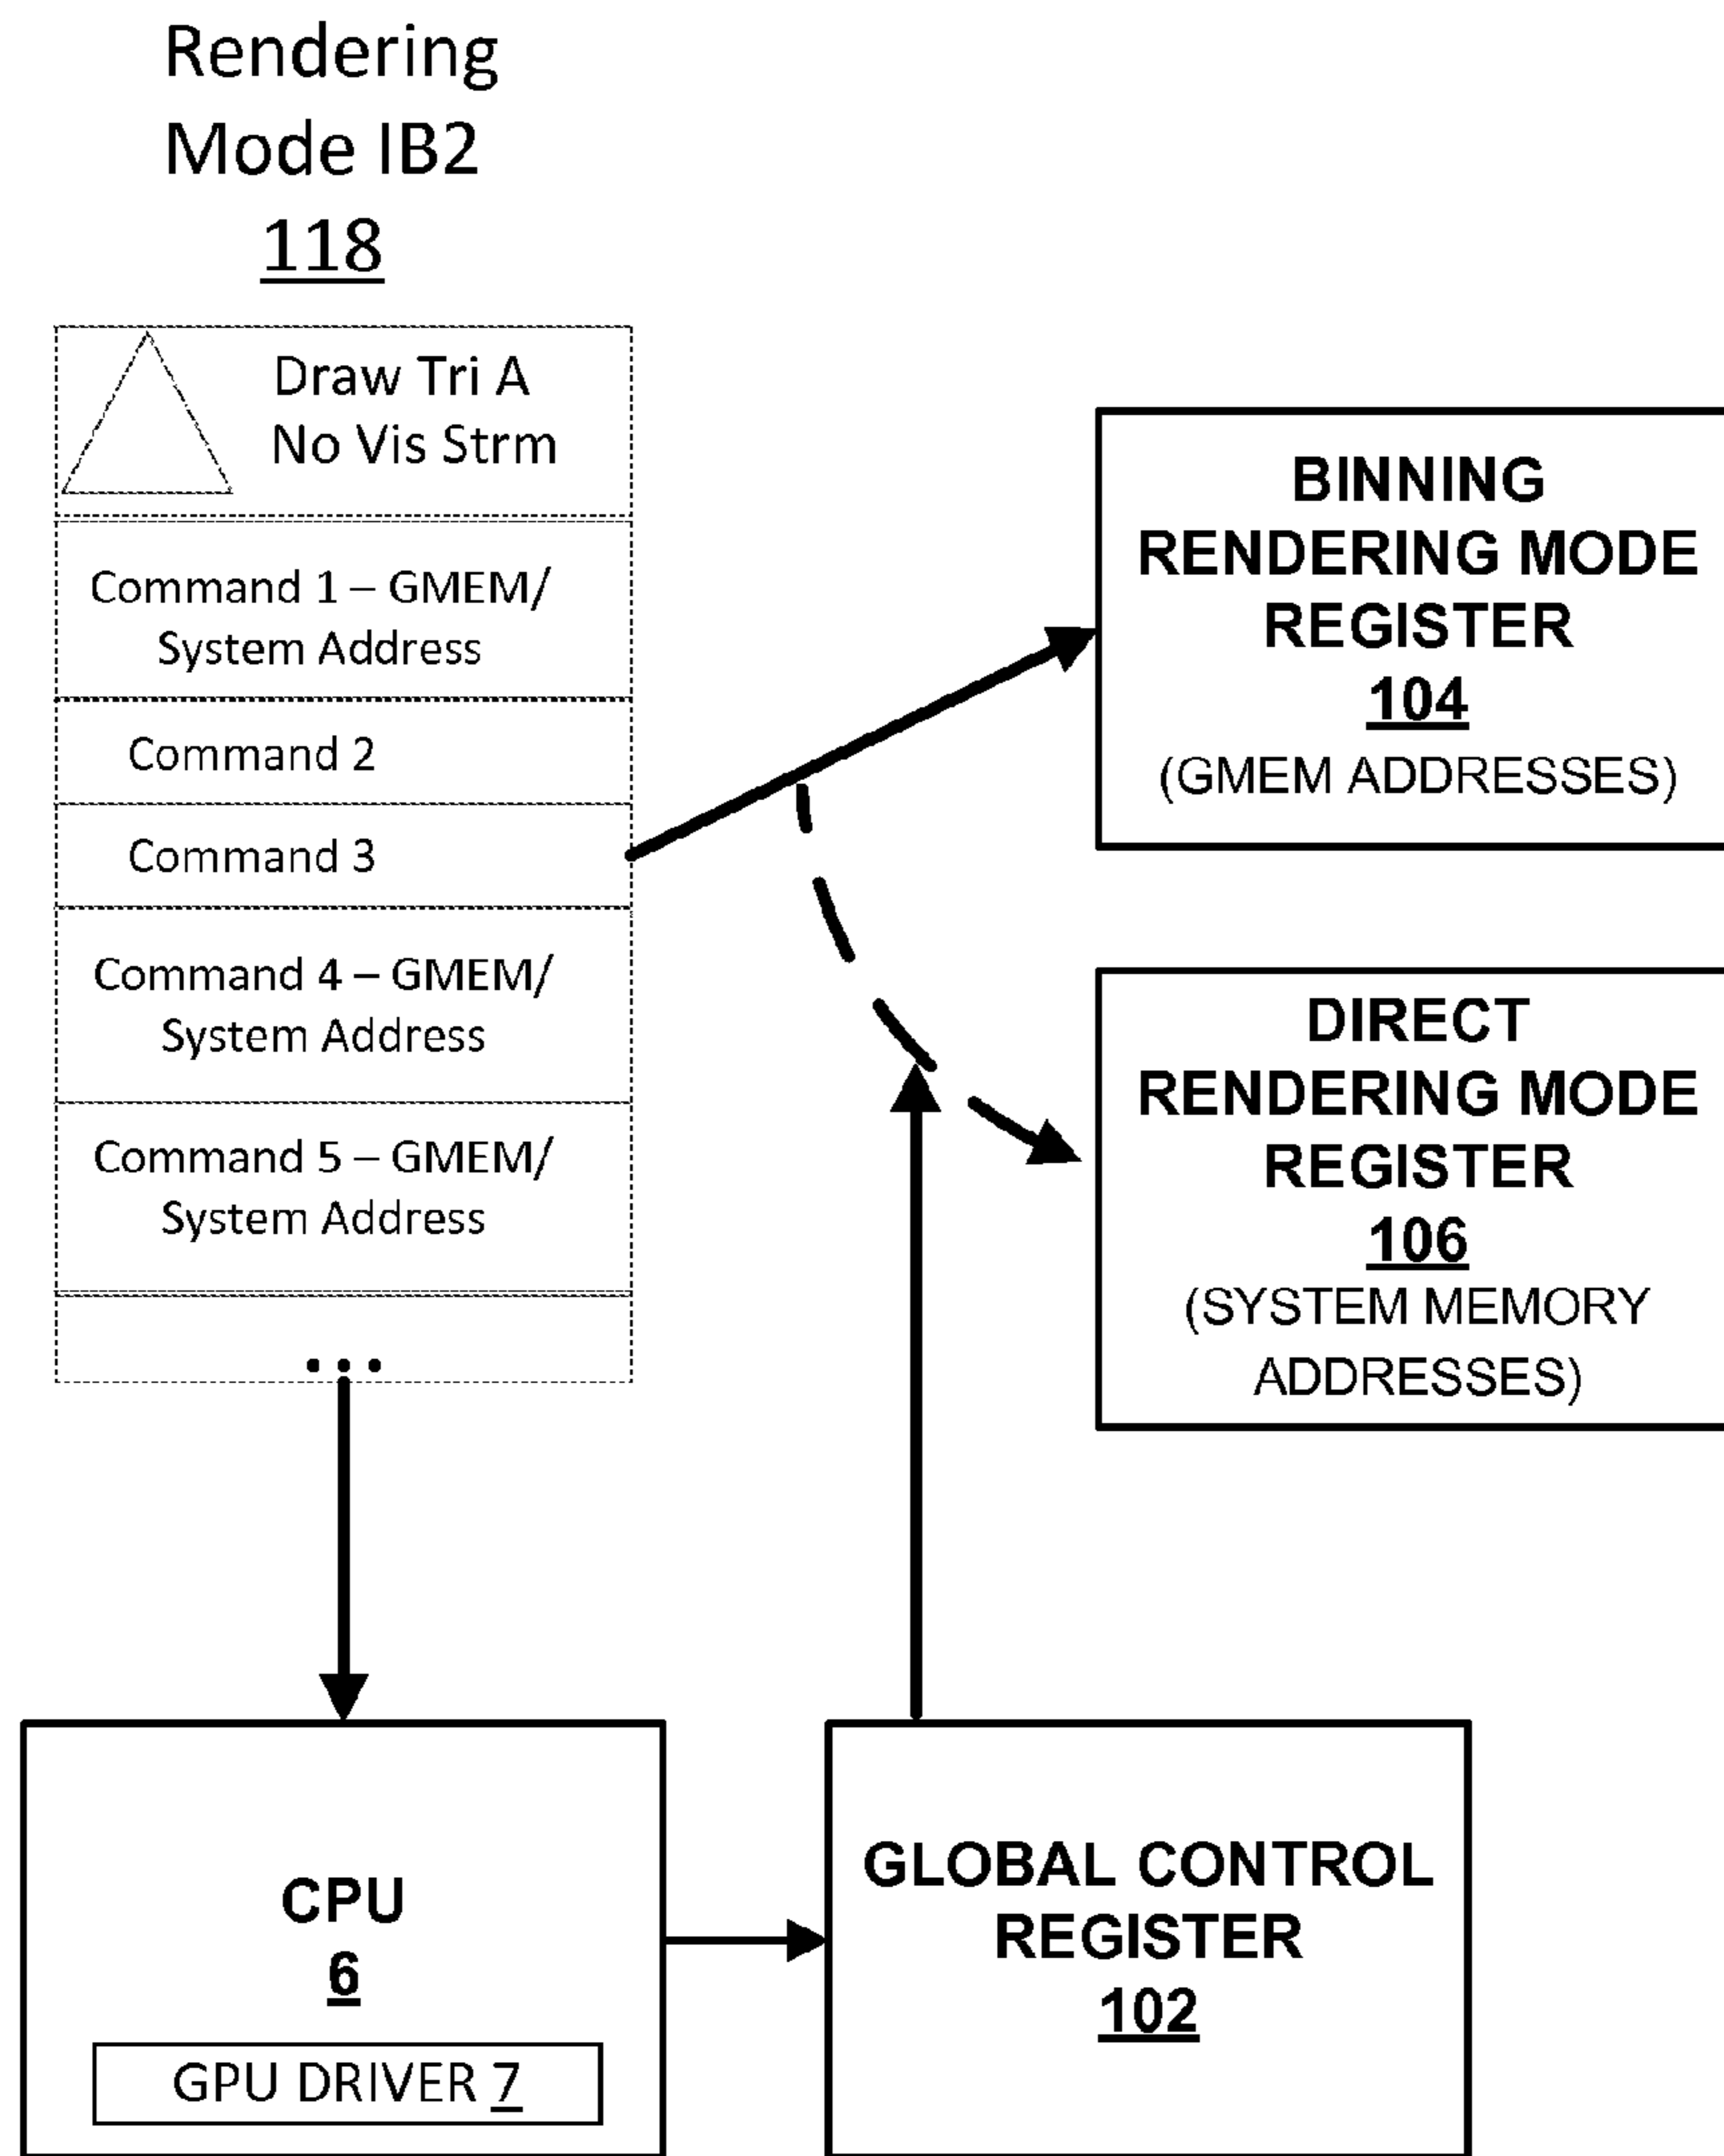 Rendering
Mode IB2
118
Draw Tri A
No Vis Strm
Command 1 – GMEM/
System Address
Command 2
Command 3
Command 4 – GMEM/
System Address
Command 5 – GMEM/
System Address
...
BINNING
RENDERING MODE
REGISTER
104
(GMEM ADDRESSES)
DIRECT
RENDERING MODE
REGISTER
106
(SYSTEM MEMORY
ADDRESSES)
CPU
6
GPU DRIVER 7
GLOBAL CONTROL
REGISTER
102